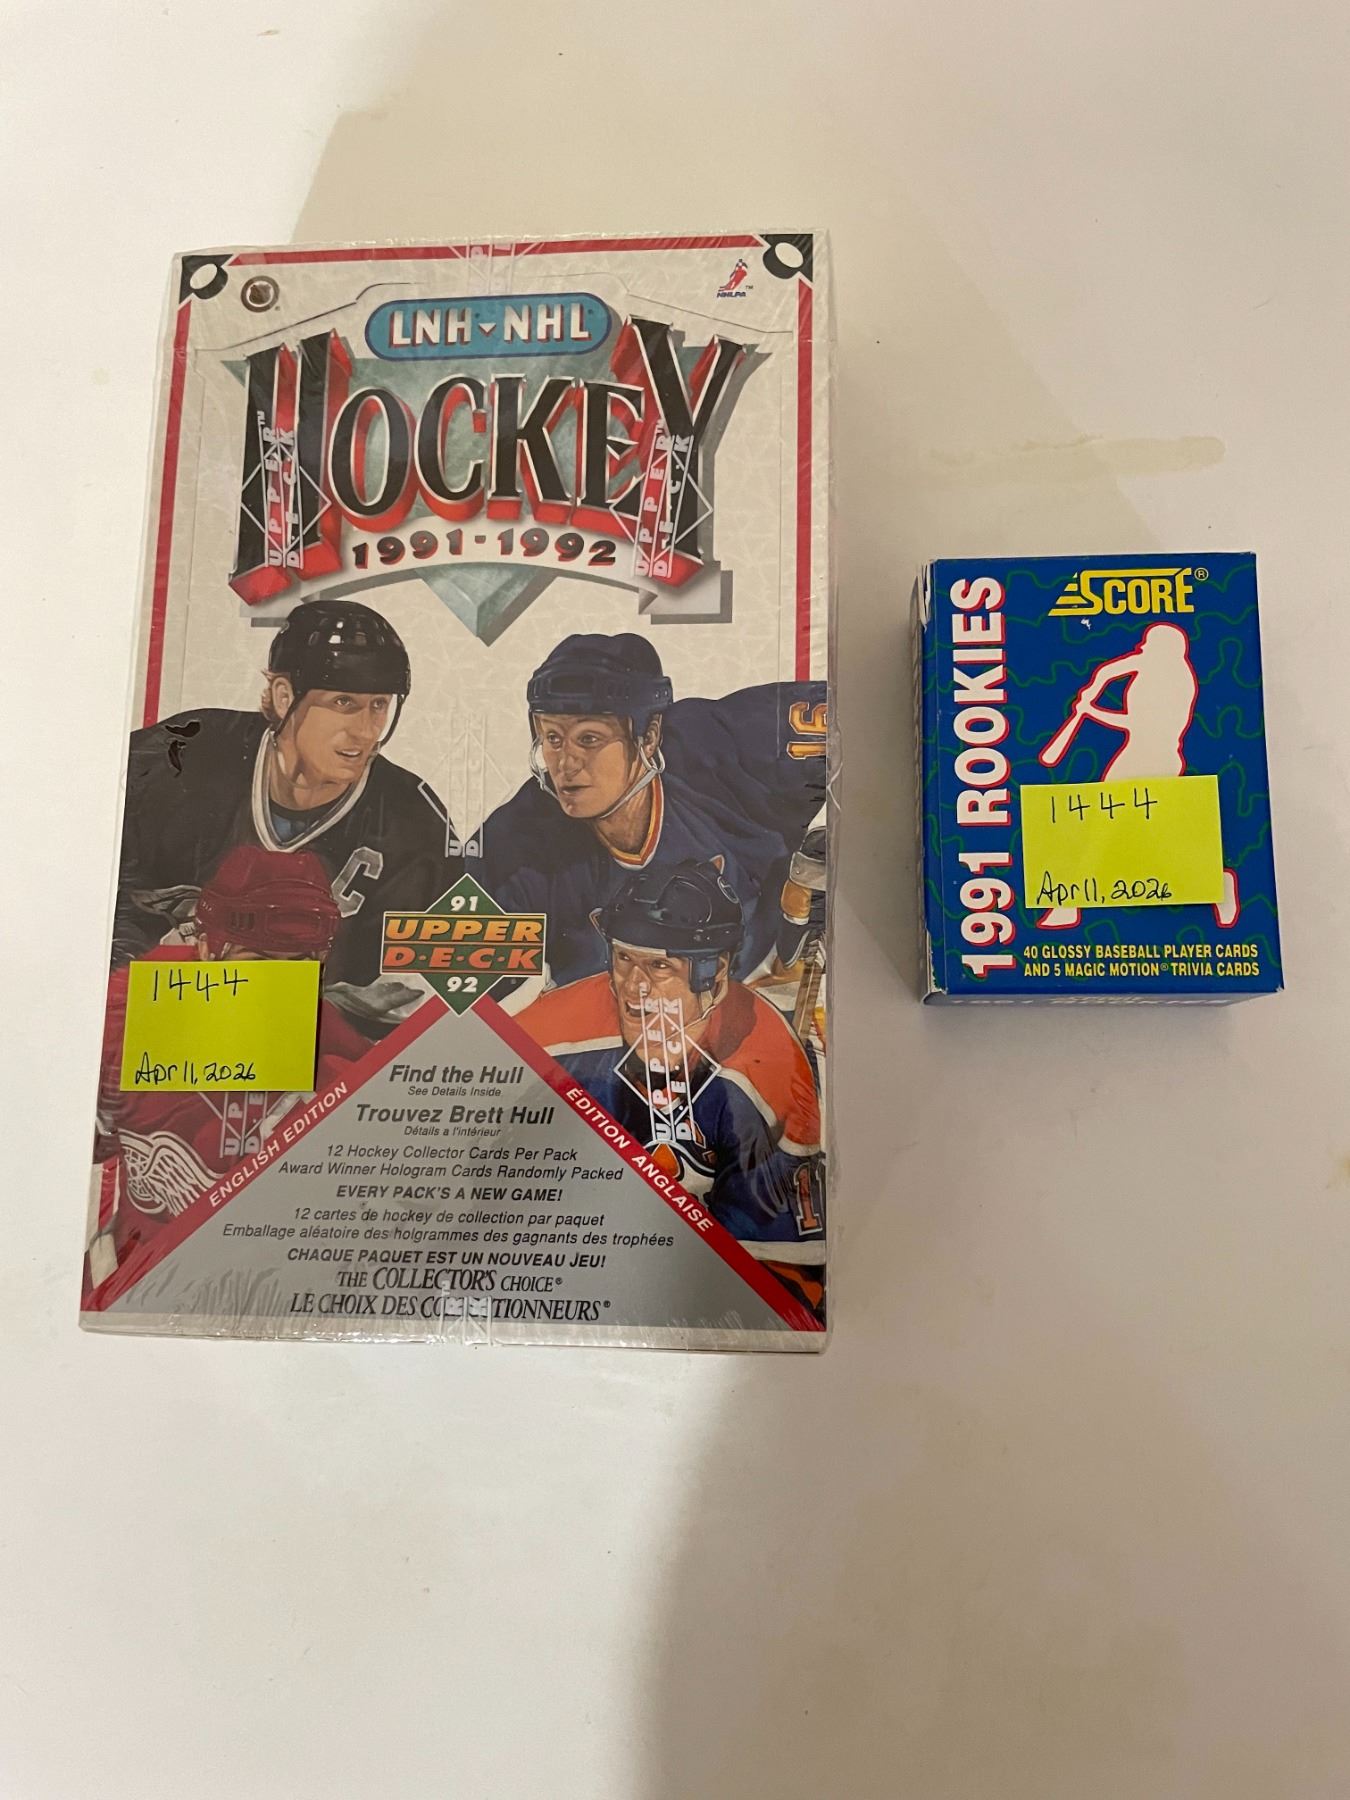 NHLPA™
LNH NHL
HOCKEY
1991-1992
UPPER DECK
UPPER DECK
16
C
91
UPPER
D·E·C·K
92
1444
Apr 11, 2026
ENGLISH EDITION
ÉDITION ANGLAISE
Find the Hull
See Details Inside
Trouvez Brett Hull
Détails a l'intérieur
12 Hockey Collector Cards Per Pack
Award Winner Hologram Cards Randomly Packed
EVERY PACK'S A NEW GAME!
12 cartes de hockey de collection par paquet
Emballage aléatoire des holgrammes des gagnants des trophées
CHAQUE PAQUET EST UN NOUVEAU JEU!
THE COLLECTOR'S CHOICE®
LE CHOIX DES COLLECTIONNEURS®
SCORE®
1991 ROOKIES
1444
Apr 11, 2026
40 GLOSSY BASEBALL PLAYER CARDS
AND 5 MAGIC MOTION® TRIVIA CARDS